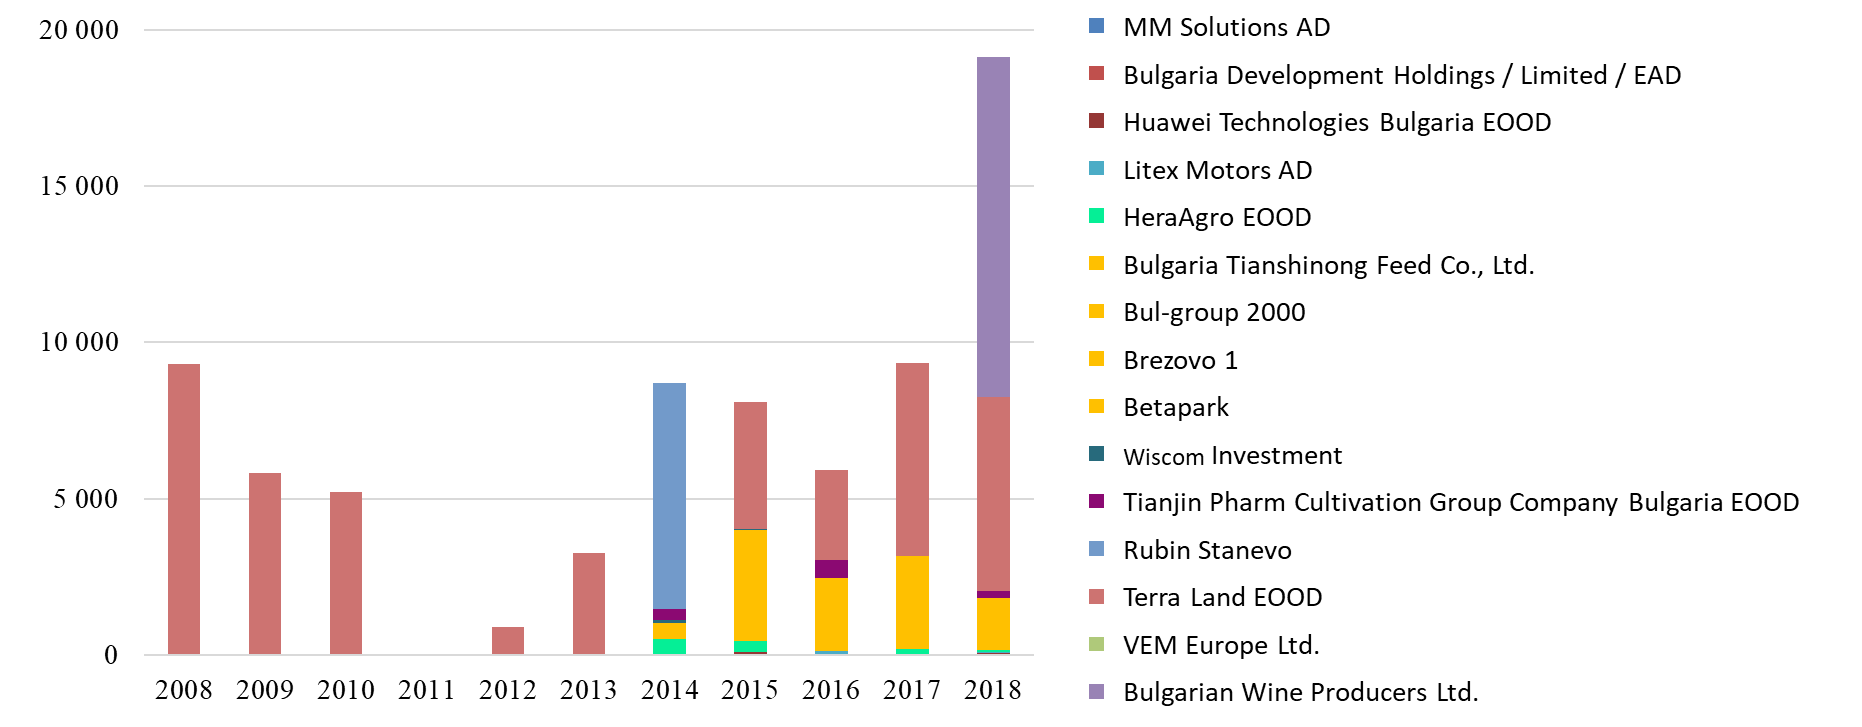 20 000
15 000
10 000
5 000
0
2008 2009 2010 2011 2012 2013 2014 2015 2016 2017 2018
MM Solutions AD
Bulgaria Development Holdings / Limited / EAD
Huawei Technologies Bulgaria EOOD
Litex Motors AD
HeraAgro EOOD
Bulgaria Tianshinong Feed Co., Ltd.
Bul-group 2000
Brezovo 1
Betapark
Wiscom Investment
Tianjin Pharm Cultivation Group Company Bulgaria EOOD
Rubin Stanevo
Terra Land EOOD
VEM Europe Ltd.
Bulgarian Wine Producers Ltd.